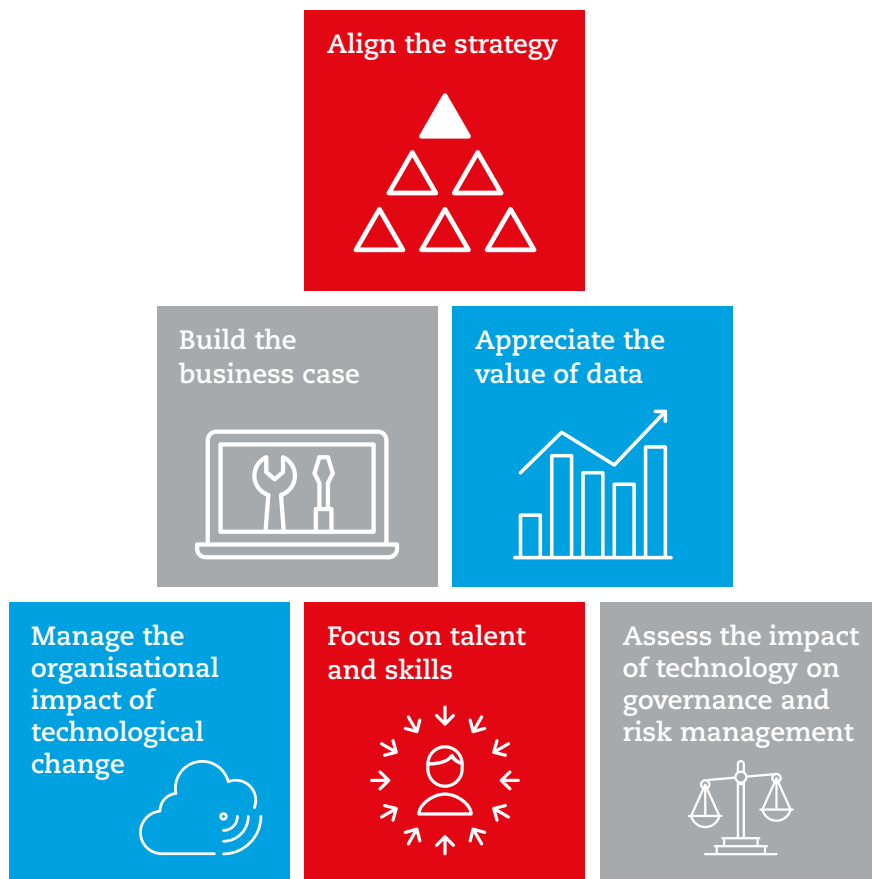 Align the strategy
Build the
business case
Appreciate the
value of data
Manage the
organisational
impact of
technological
change
Focus on talent
and skills
Assess the impact
of technology on
governance and
risk management